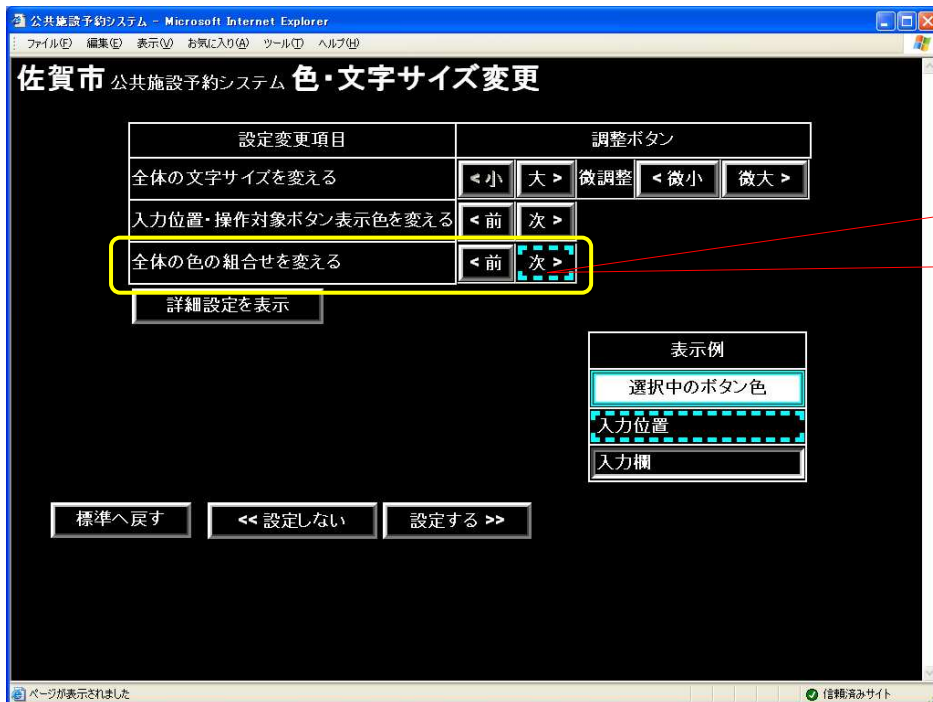 公共施設予約システム - Microsoft Internet Explorer
ファイル(F) 編集(E) 表示(V) お気に入り(A) ツール(T) ヘルプ(H)
佐賀市 公共施設予約システム 色・文字サイズ変更
設定変更項目 調整ボタン
全体の文字サイズを変える < 小 大 > 微調整 < 微小 微大 >
入力位置・操作対象ボタン表示色を変える < 前 次 >
全体の色の組合せを変える < 前 次 >
詳細設定を表示
表示例
選択中のボタン色
入力位置
入力欄
標準へ戻す << 設定しない 設定する >>
ページが表示されました 信頼済みサイト